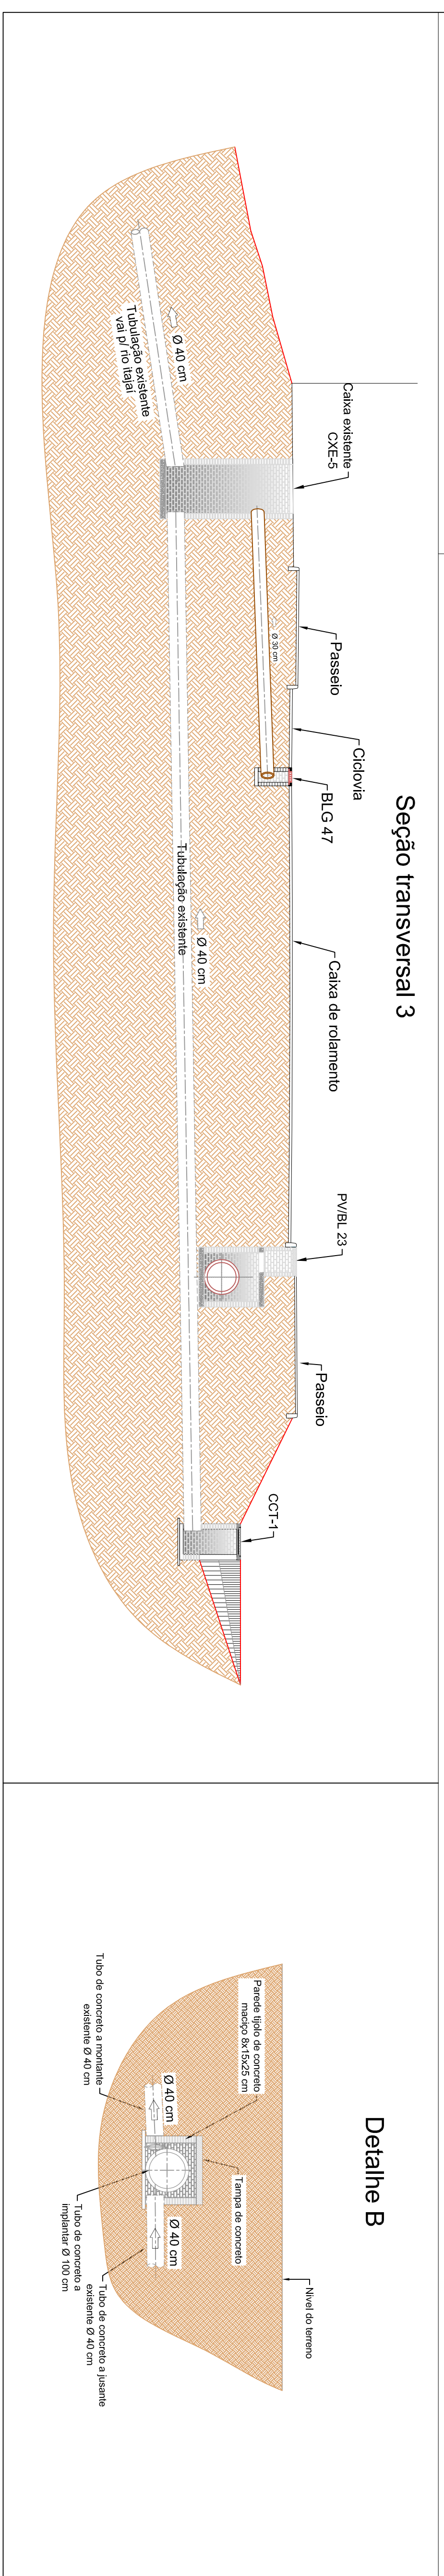 Seção transversal 3
Caixa existente
CXE-5
Passeio
Ciclovia
BLG 47
Caixa de rolamento
PV/BL 23
Passeio
CCT-1
Ø 40 cm
Tubulação existente
vai p/ rio itajaí
Ø 30 cm
Ø 40 cm
Tubulação existente
Detalhe B
Nivel do terreno
Parede tijolo de concreto
maciço 8x15x25 cm
Tampa de concreto
Ø 40 cm
Ø 40 cm
Tubo de concreto a montante
existente Ø 40 cm
Tubo de concreto a
implantar Ø 100 cm
Tubo de concreto a jusante
existente Ø 40 cm